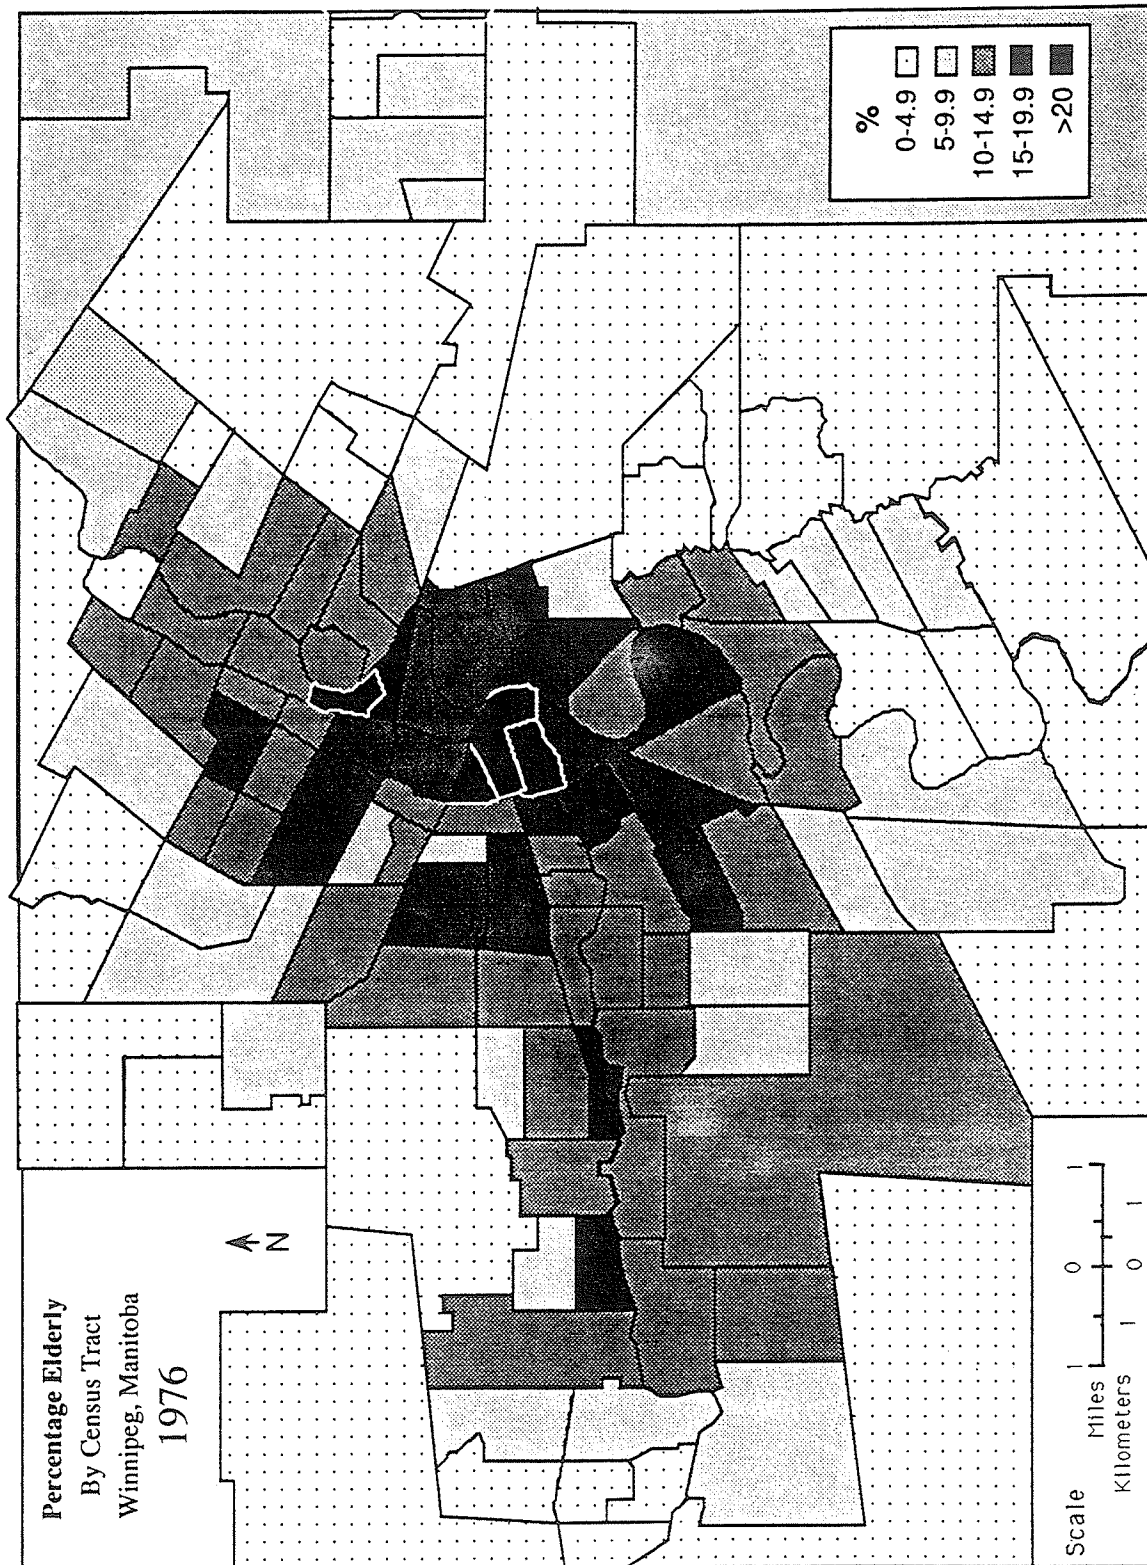 Percentage Elderly
By Census Tract
Winnipeg, Manitoba
1976
N
%
0-4.9
5-9.9
10-14.9
15-19.9
>20
Scale
1 0 1
Miles
Kilometers
1 0 1